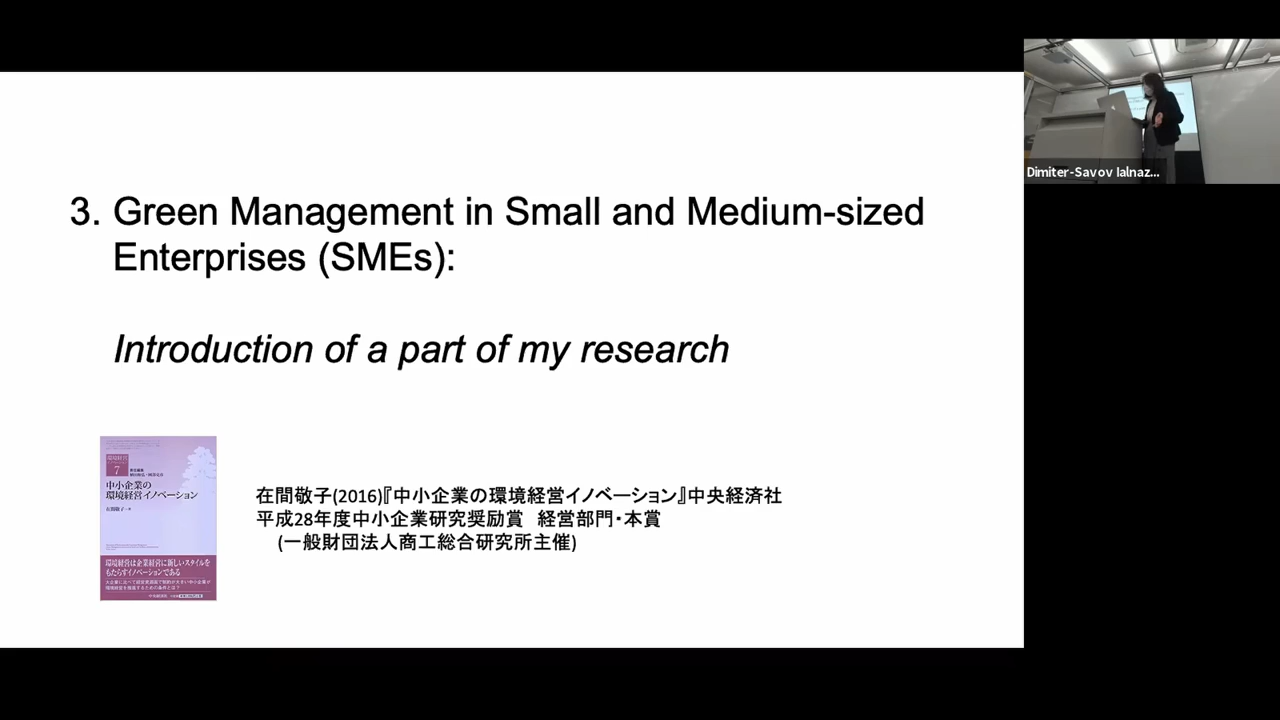 3. Green Management in Small and Medium-sized
Enterprises (SMEs):
Introduction of a part of my research
7
中小企業の
環境経営イノベーション
環境経営は企業経営に新しいスタイルを
もたらすイノベーションである
在間敬子(2016)『中小企業の環境経営イノベーション』中央経済社
平成28年度中小企業研究奨励賞 経営部門・本賞
(一般財団法人商工総合研究所主催)
Dimiter-Savov Ialnaz...